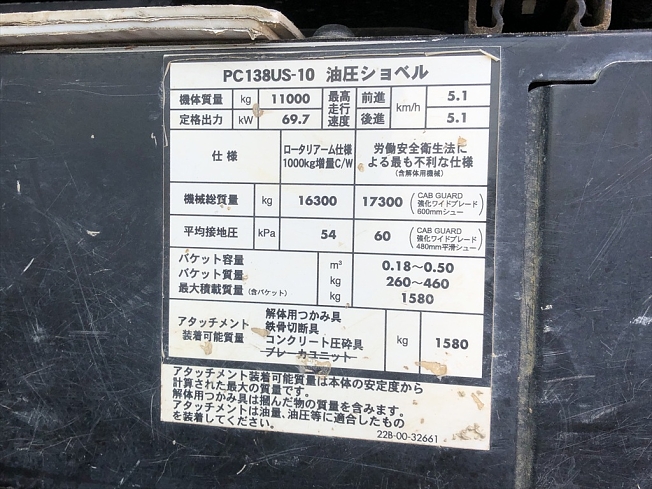 PC138US-10 油圧ショベル
機体質量 kg 11000 最高走行速度 前進 km/h 5.1
定格出力 kW 69.7 後進 5.1
仕様 ロータリアーム仕様 1000kg増量C/W 労働安全衛生法による最も不利な仕様 (含解体用機械)
機械総質量 kg 16300 17300 (CAB GUARD 強化ワイドブレード 600mmシュー)
平均接地圧 kPa 54 60 (CAB GUARD 強化ワイドブレード 480mm平滑シュー)
バケット容量 m³ 0.18～0.50
バケット質量 kg 260～460
最大積載質量 (含バケット) kg 1580
アタッチメント装着可能質量 解体用つかみ具 kg 1580
鉄骨切断具
コンクリート圧砕具
ブレーカユニット
アタッチメント装着可能質量は本体の安定度から
計算された最大の質量です。
解体用つかみ具は掴んだ物の質量を含みます。
アタッチメントは油量、油圧等に適合したもの
を装着してください。
22B-00-32661